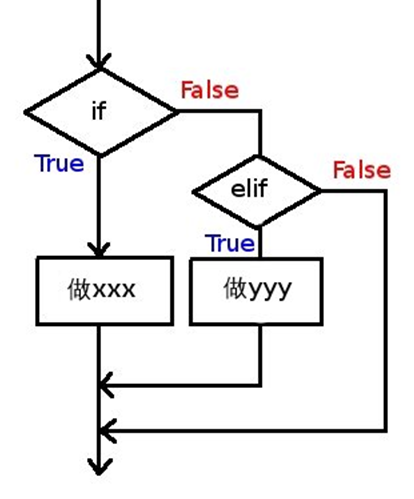 if
False
True
elif
False
True
做xxx
做yyy